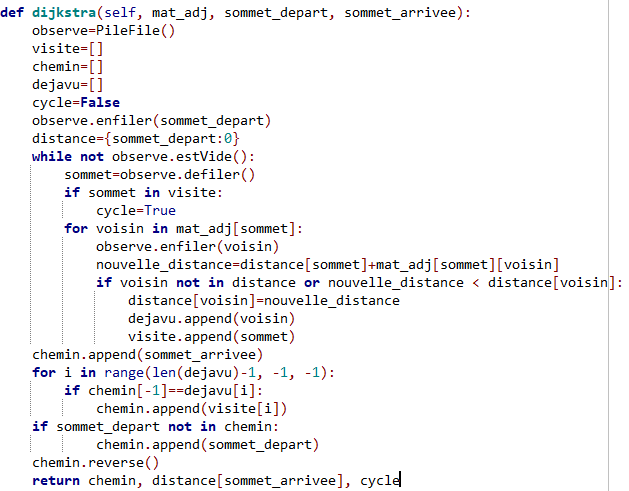 def dijkstra(self, mat_adj, sommet_depart, sommet_arrivee):
    observe=PileFile()
    visite=[]
    chemin=[]
    dejavu=[]
    cycle=False
    observe.enfiler(sommet_depart)
    distance={sommet_depart:0}
    while not observe.estVide():
        sommet=observe.defiler()
        if sommet in visite:
            cycle=True
        for voisin in mat_adj[sommet]:
            observe.enfiler(voisin)
            nouvelle_distance=distance[sommet]+mat_adj[sommet][voisin]
            if voisin not in distance or nouvelle_distance < distance[voisin]:
                distance[voisin]=nouvelle_distance
                dejavu.append(voisin)
                visite.append(sommet)
    chemin.append(sommet_arrivee)
    for i in range(len(dejavu)-1, -1, -1):
        if chemin[-1]==dejavu[i]:
            chemin.append(visite[i])
    if sommet_depart not in chemin:
            chemin.append(sommet_depart)
    chemin.reverse()
    return chemin, distance[sommet_arrivee], cycle